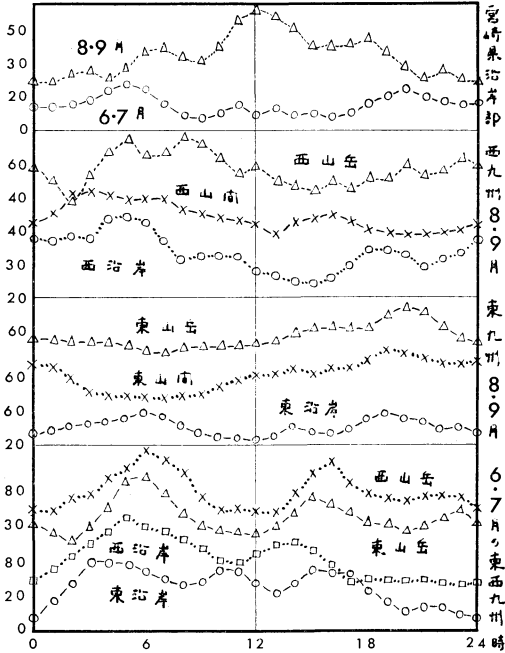 50
8・9月
30
20
6・7月
0
宮崎県沿岸部
60
西山岳
40
西山間
40
西沿岸
30
20
西九州8・9月
60
東山岳
60
東山間
60
東沿岸
20
東九州8・9月
80
西山岳
30
西沿岸
東山岳
80
東沿岸
20
0
6・7月の東西九州
0 6 12 18 24時